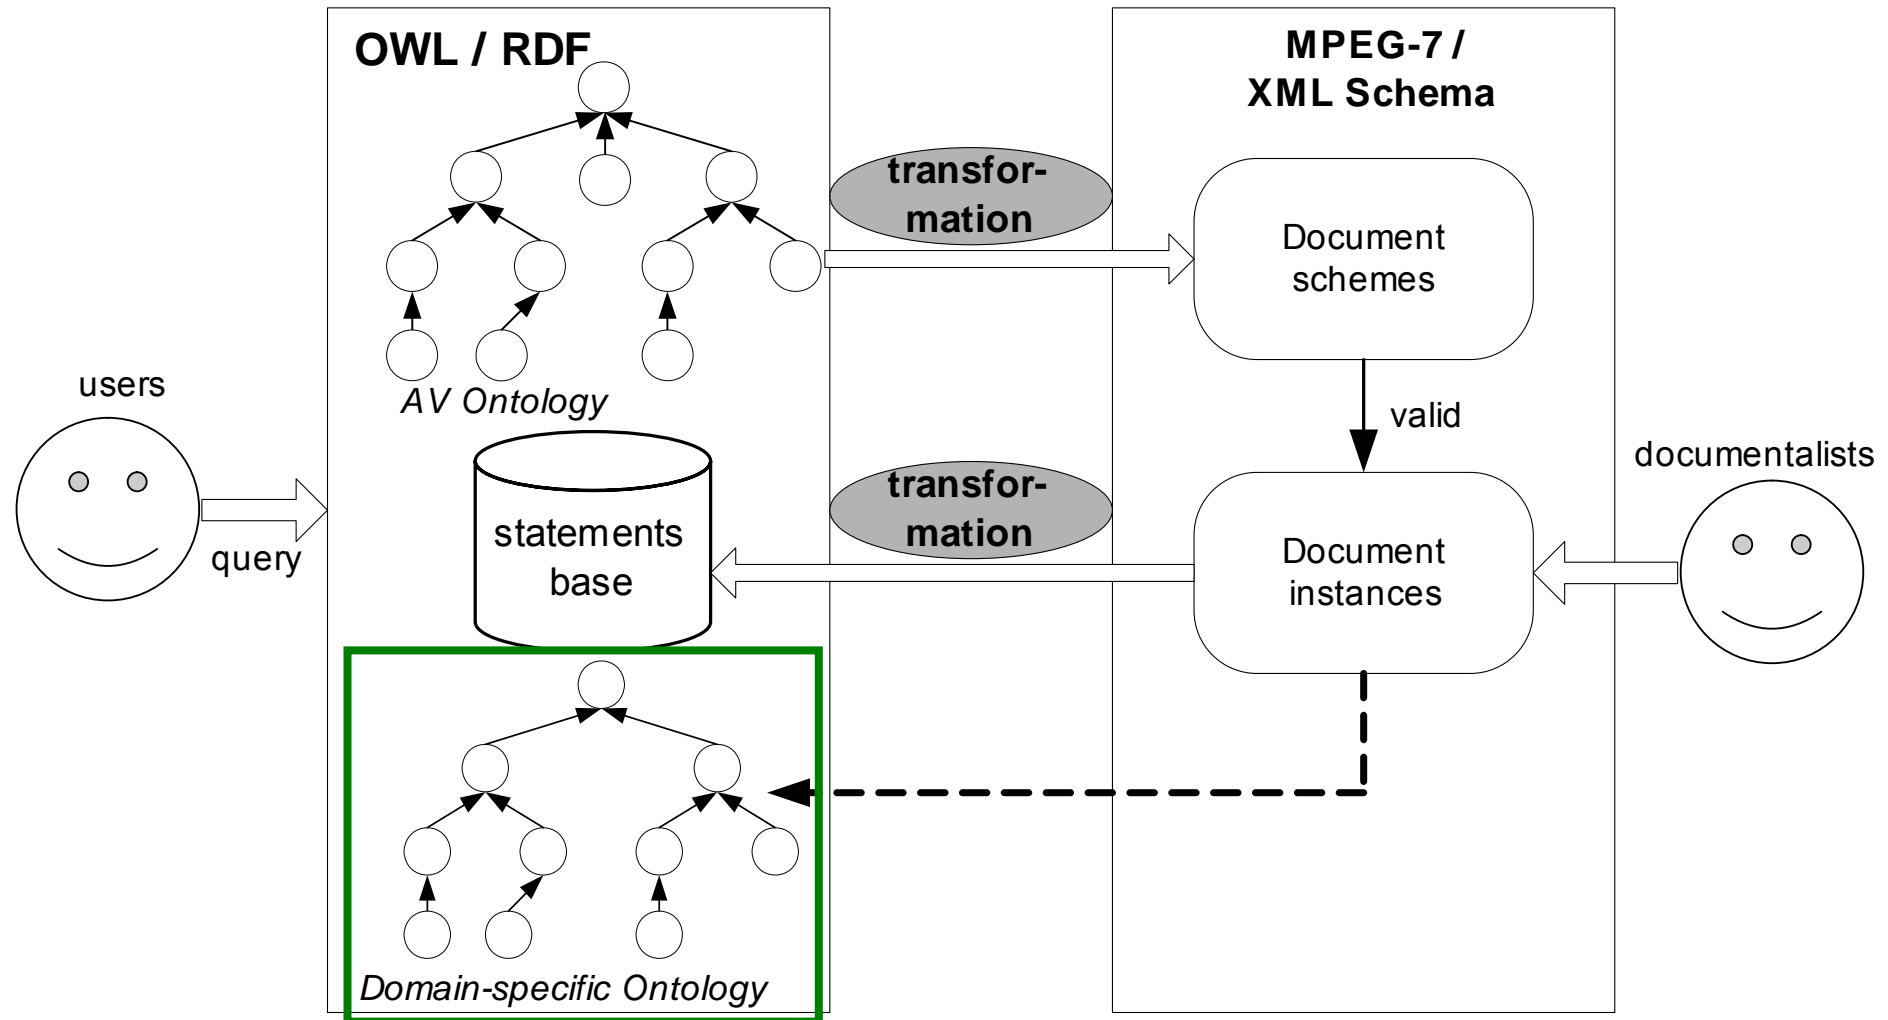 OWL / RDF
MPEG-7 /
XML Schema
transfor-
mation
Document
schemes
users
AV Ontology
valid
documentalists
query
statements
base
transfor-
mation
Document
instances
Domain-specific Ontology